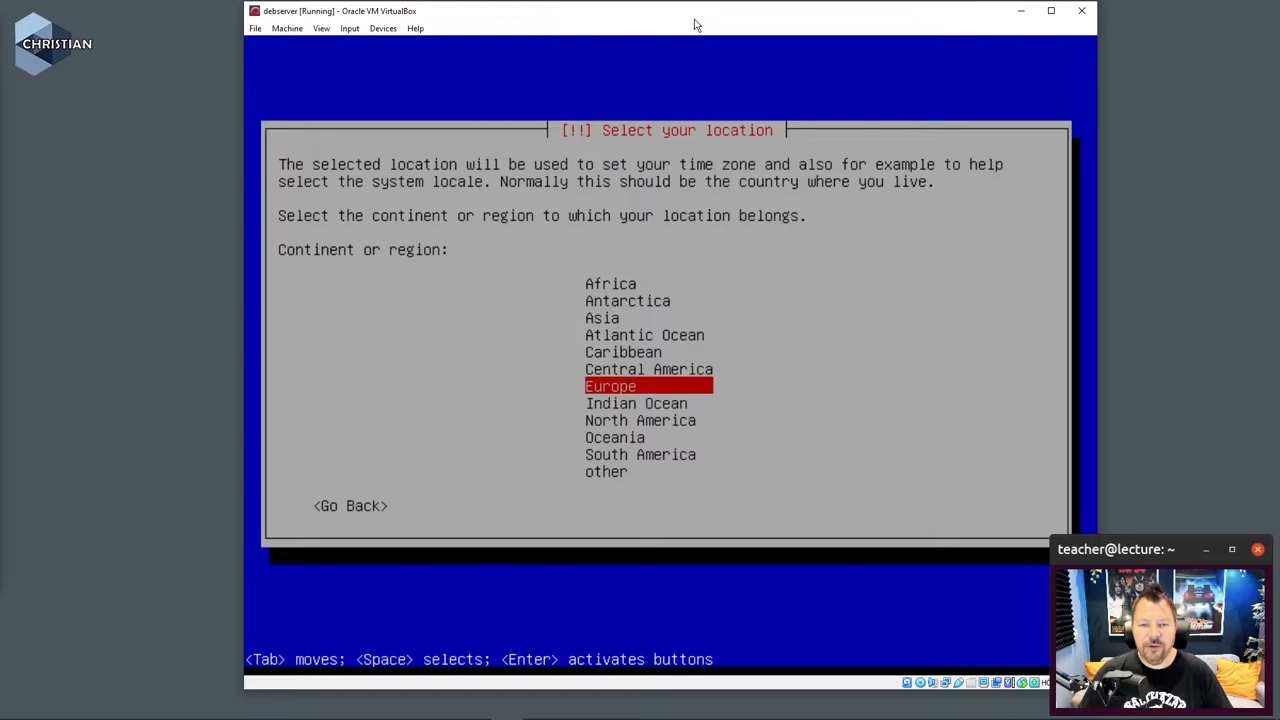 CHRISTIAN
debserver [Running] - Oracle VM VirtualBox
File Machine View Input Devices Help
[!!] Select your location
The selected location will be used to set your time zone and also for example to help
select the system locale. Normally this should be the country where you live.
Select the continent or region to which your location belongs.
Continent or region:
Africa
Antarctica
Asia
Atlantic Ocean
Caribbean
Central America
Europe
Indian Ocean
North America
Oceania
South America
other
<Go Back>
<Tab> moves; <Space> selects; <Enter> activates buttons
teacher@lecture: ~